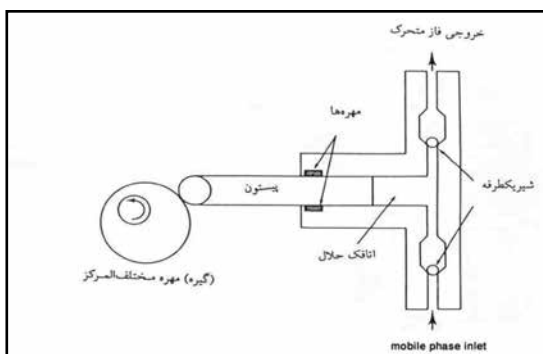 خروجی فاز متحرک
مهره‌ها
پیستون
شیریکطرفه
اتاقک حلال
(گیره) مهره مختلف‌المرکز
mobile phase inlet